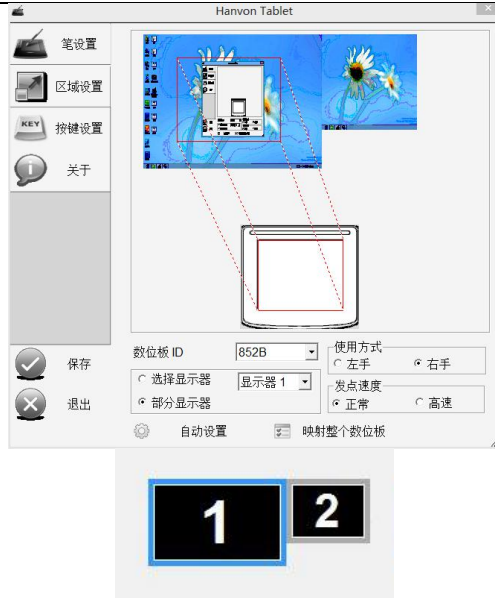 Hanvon Tablet
笔设置
区域设置
KEY
按键设置
关于
保存
退出
数位板 ID
852B
使用方式
左手
右手
选择显示器
显示器 1
部分显示器
发点速度
正常
高速
自动设置
映射整个数位板
1
2